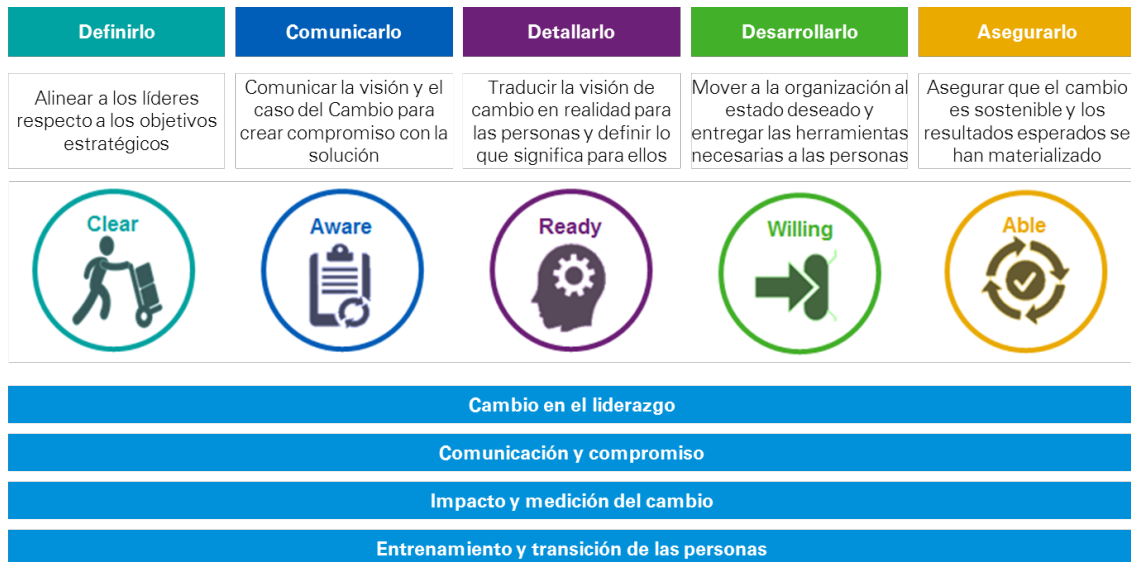 Definirlo
Comunicarlo
Detallarlo
Desarrollarlo
Asegurarlo
Alinear a los líderes
respecto a los objetivos
estratégicos
Comunicar la visión y el
caso del Cambio para
crear compromiso con la
solución
Traducir la visión de
cambio en realidad para
las personas y definir lo
que significa para ellos
Mover a la organización al
estado deseado y
entregar las herramientas
necesarias a las personas
Asegurar que el cambio
es sostenible y los
resultados esperados se
han materializado
Clear
Aware
Ready
Willing
Able
Cambio en el liderazgo
Comunicación y compromiso
Impacto y medición del cambio
Entrenamiento y transición de las personas